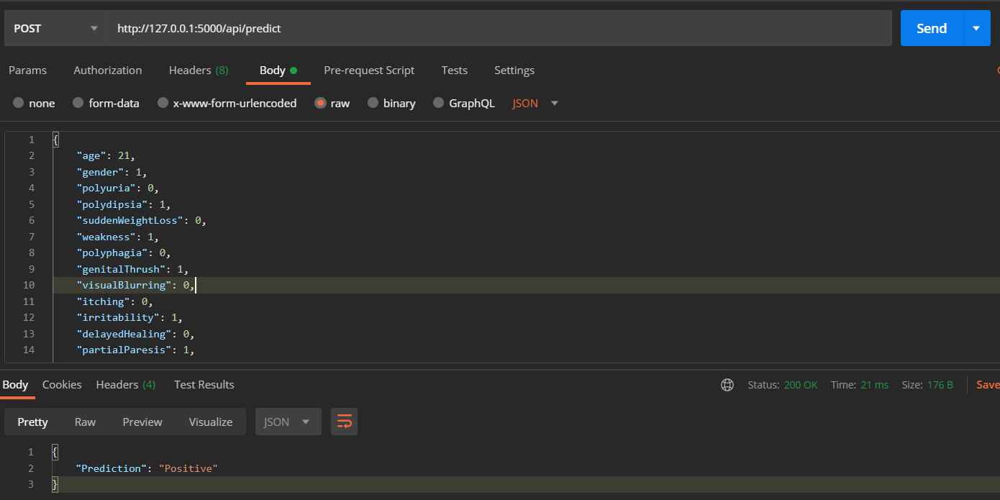 POST http://127.0.0.1:5000/api/predict Send
Params Authorization Headers (8) Body Pre-request Script Tests Settings
none form-data x-www-form-urlencoded raw binary GraphQL JSON
1 {
2 "age": 21,
3 "gender": 1,
4 "polyuria": 0,
5 "polydipsia": 1,
6 "suddenWeightLoss": 0,
7 "weakness": 1,
8 "polyphagia": 0,
9 "genitalThrush": 1,
10 "visualBlurring": 0,
11 "itching": 0,
12 "irritability": 1,
13 "delayedHealing": 0,
14 "partialParesis": 1,
Body Cookies Headers (4) Test Results Status: 200 OK Time: 21 ms Size: 176 B Save
Pretty Raw Preview Visualize JSON
1 {
2 "Prediction": "Positive"
3 }